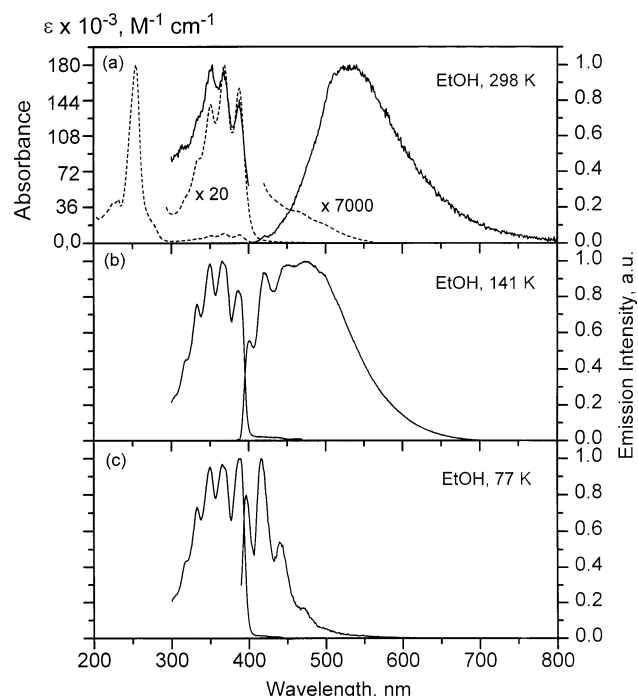 ε x 10⁻³, M⁻¹ cm⁻¹
(a)
EtOH, 298 K
x 20
x 7000
180
144
108
72
36
0,0
1.0
0.8
0.6
0.4
0.2
0.0
Absorbance
(b)
EtOH, 141 K
1.0
0.8
0.6
0.4
0.2
0.0
Emission Intensity, a.u.
(c)
EtOH, 77 K
1.0
0.8
0.6
0.4
0.2
0.0
200 300 400 500 600 700 800
Wavelength, nm